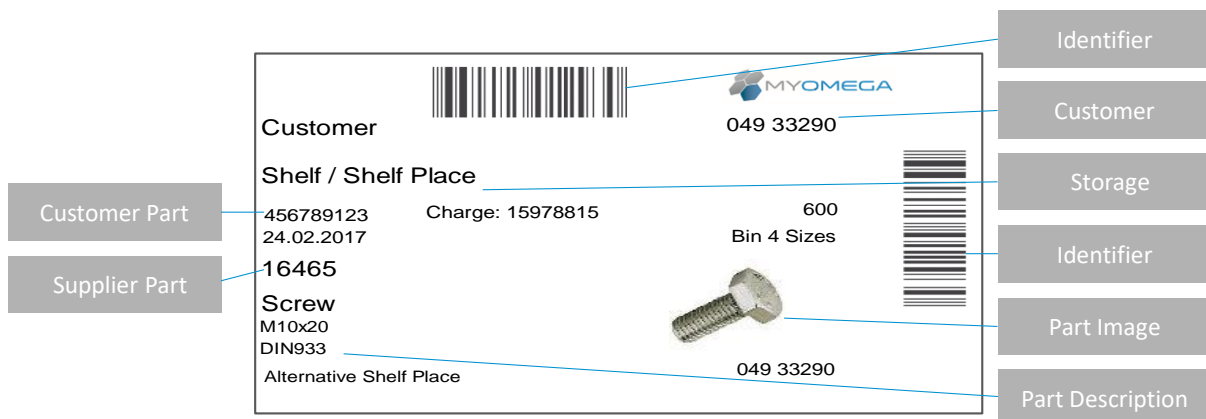 Identifier
MYOMEGA
Customer
049 33290
Customer
Shelf / Shelf Place
Storage
Customer Part
456789123
Charge: 15978815
600
24.02.2017
Bin 4 Sizes
Identifier
Supplier Part
16465
Screw
M10x20
Part Image
DIN933
Alternative Shelf Place
049 33290
Part Description